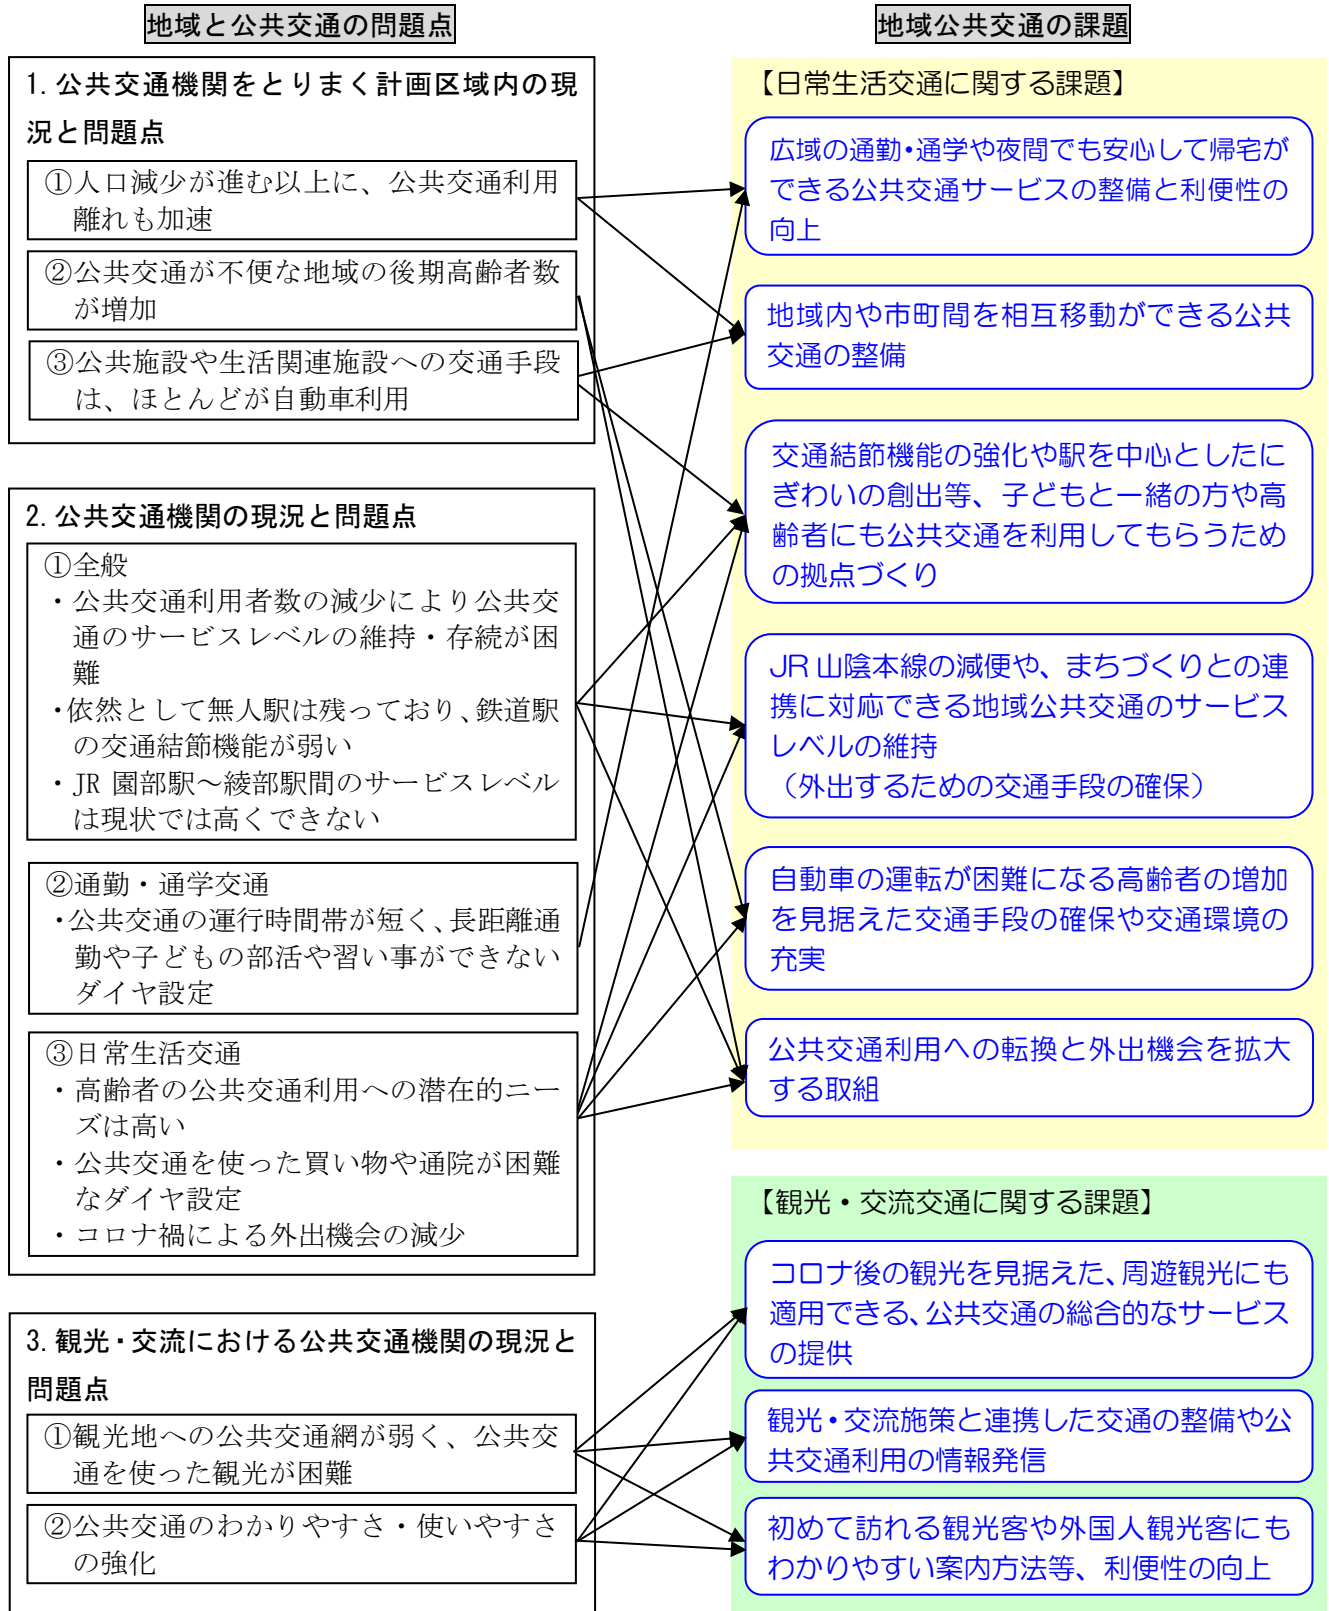 地域と公共交通の問題点
1. 公共交通機関をとりまく計画区域内の現
況と問題点
①人口減少が進む以上に、公共交通利用
離れも加速
②公共交通が不便な地域の後期高齢者数
が増加
③公共施設や生活関連施設への交通手段
は、ほとんどが自動車利用
2. 公共交通機関の現況と問題点
①全般
・公共交通利用者数の減少により公共交
通のサービスレベルの維持・存続が困
難
・依然として無人駅は残っており、鉄道駅
の交通結節機能が弱い
・JR 園部駅～綾部駅間のサービスレベル
は現状では高くできない
②通勤・通学交通
・公共交通の運行時間帯が短く、長距離通
勤や子どもの部活や習い事ができない
ダイヤ設定
③日常生活交通
・高齢者の公共交通利用への潜在的ニー
ズは高い
・公共交通を使った買い物や通院が困難
なダイヤ設定
・コロナ禍による外出機会の減少
3. 観光・交流における公共交通機関の現況と
問題点
①観光地への公共交通網が弱く、公共交
通を使った観光が困難
②公共交通のわかりやすさ・使いやすさ
の強化
地域公共交通の課題
【日常生活交通に関する課題】
広域の通勤・通学や夜間でも安心して帰宅が
できる公共交通サービスの整備と利便性の
向上
地域内や市町間を相互移動ができる公共
交通の整備
交通結節機能の強化や駅を中心としたに
ぎわいの創出等、子どもと一緒の方や高
齢者にも公共交通を利用してもらうため
の拠点づくり
JR 山陰本線の減便や、まちづくりとの連
携に対応できる地域公共交通のサービス
レベルの維持
（外出するための交通手段の確保）
自動車の運転が困難になる高齢者の増加
を見据えた交通手段の確保や交通環境の
充実
公共交通利用への転換と外出機会を拡大
する取組
【観光・交流交通に関する課題】
コロナ後の観光を見据えた、周遊観光にも
適用できる、公共交通の総合的なサービス
の提供
観光・交流施策と連携した交通の整備や公
共交通利用の情報発信
初めて訪れる観光客や外国人観光客にも
わかりやすい案内方法等、利便性の向上